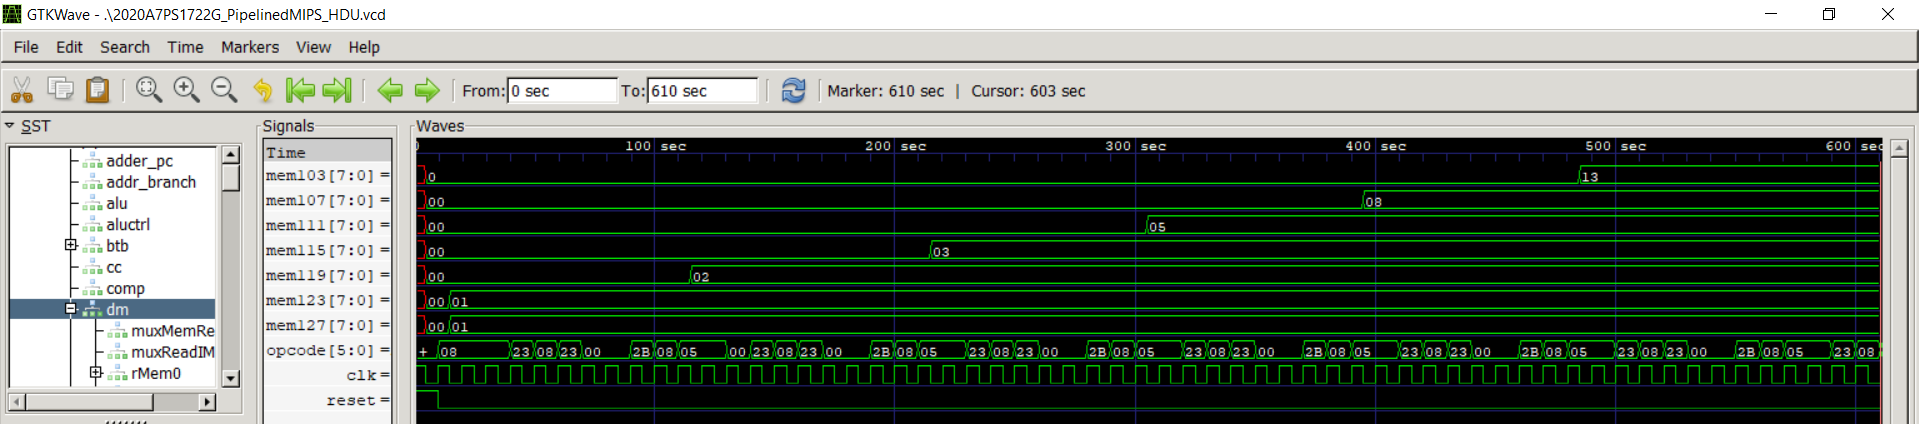 GTKWave - .\2020A7PS1722G_PipelinedMIPS_HDU.vcd
File Edit Search Time Markers View Help
From: 0 sec To: 610 sec | Marker: 610 sec | Cursor: 603 sec
SST
adder_pc
addr_branch
alu
aluctrl
btb
cc
comp
dm
muxMemRe
muxReadIM
rMem0
Signals
Time
mem103[7:0] =
mem107[7:0] =
mem111[7:0] =
mem115[7:0] =
mem119[7:0] =
mem123[7:0] =
mem127[7:0] =
opcode[5:0] =
clk =
reset =
Waves
100 sec 200 sec 300 sec 400 sec 500 sec 600 sec
0 13
00 08
00 05
00 03
00 02
00 01
00 01
+ 08 23 08 23 00 2B 08 05 00 23 08 23 00 2B 08 05 23 08 23 00 2B 08 05 23 08 23 00 2B 08 05 23 08 23 00 2B 08 05 23 08 23 00 2B 08 05 23 08